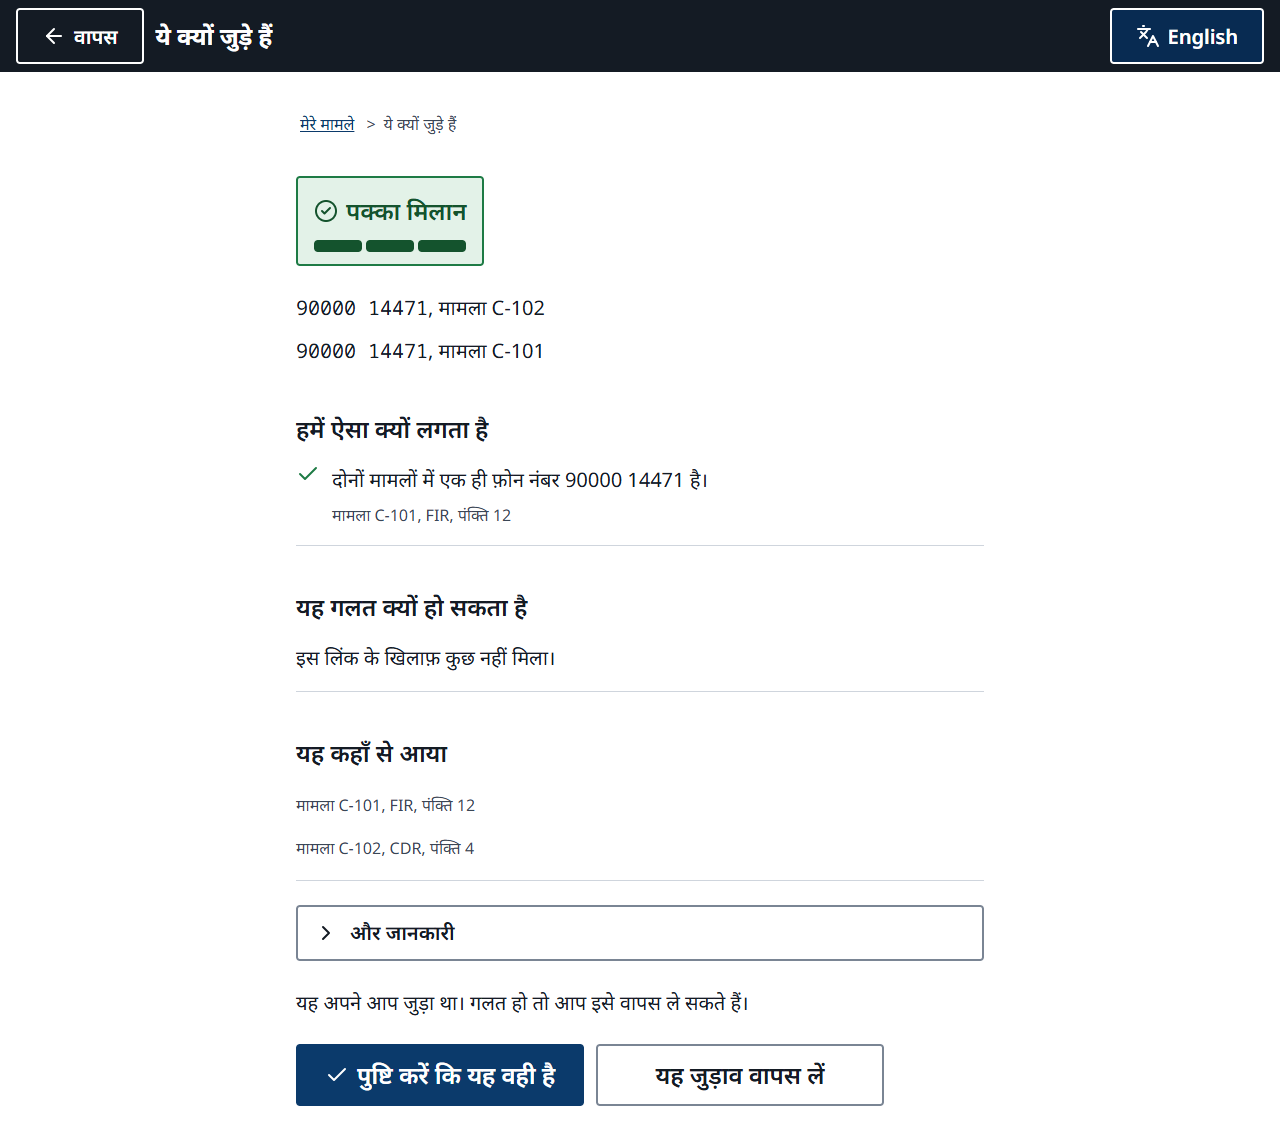 वापस
ये क्यों जुड़े हैं
English
मेरे मामले > ये क्यों जुड़े हैं
पक्का मिलान
90000 14471, मामला C-102
90000 14471, मामला C-101
हमें ऐसा क्यों लगता है
दोनों मामलों में एक ही फ़ोन नंबर 90000 14471 है।
मामला C-101, FIR, पंक्ति 12
यह गलत क्यों हो सकता है
इस लिंक के खिलाफ़ कुछ नहीं मिला।
यह कहाँ से आया
मामला C-101, FIR, पंक्ति 12
मामला C-102, CDR, पंक्ति 4
और जानकारी
यह अपने आप जुड़ा था। गलत हो तो आप इसे वापस ले सकते हैं।
पुष्टि करें कि यह वही है
यह जुड़ाव वापस लें